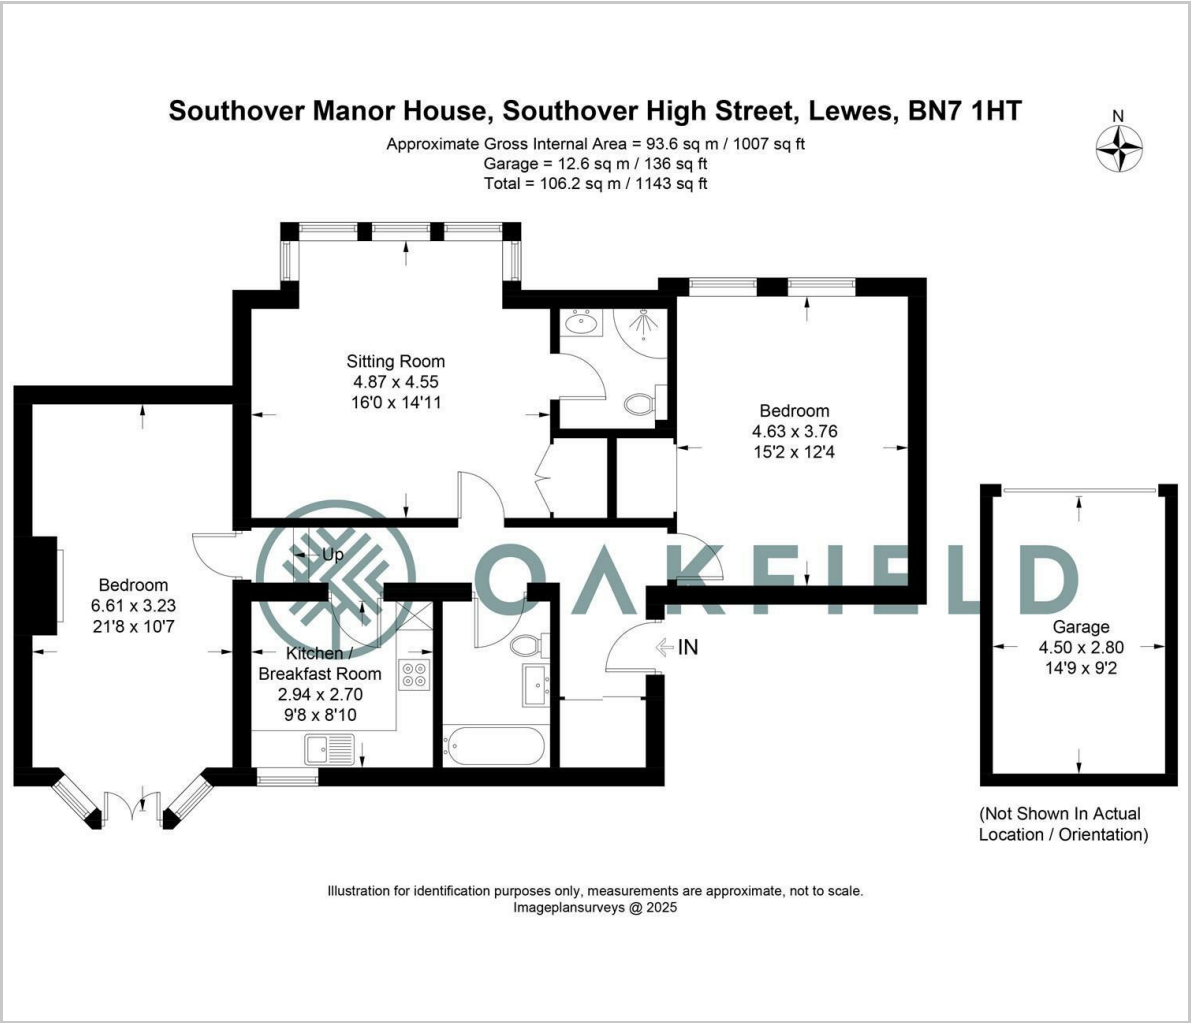 Southover Manor House, Southover High Street, Lewes, BN7 1HT
Approximate Gross Internal Area = 93.6 sq m / 1007 sq ft
Garage = 12.6 sq m / 136 sq ft
Total = 106.2 sq m / 1143 sq ft
N
Sitting Room
4.87 x 4.55
16'0 x 14'11
Bedroom
4.63 x 3.76
15'2 x 12'4
Up
OAKFIELD
Bedroom
6.61 x 3.23
21'8 x 10'7
Kitchen /
Breakfast Room
2.94 x 2.70
9'8 x 8'10
IN
Garage
4.50 x 2.80
14'9 x 9'2
(Not Shown In Actual
Location / Orientation)
Illustration for identification purposes only, measurements are approximate, not to scale.
Imageplansurveys @ 2025